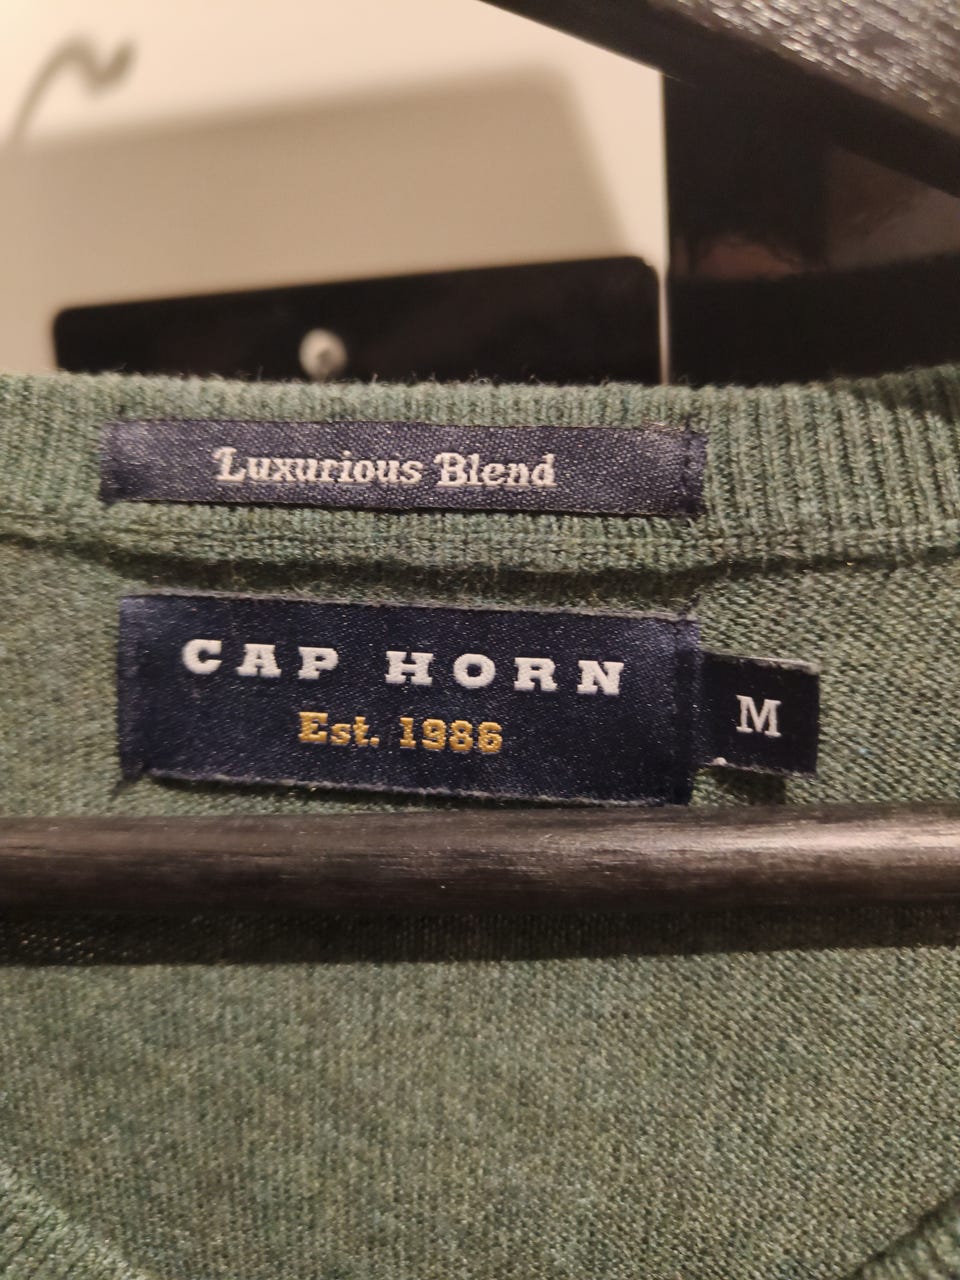 Luxurious Blend
CAP HORN
Est. 1986
M